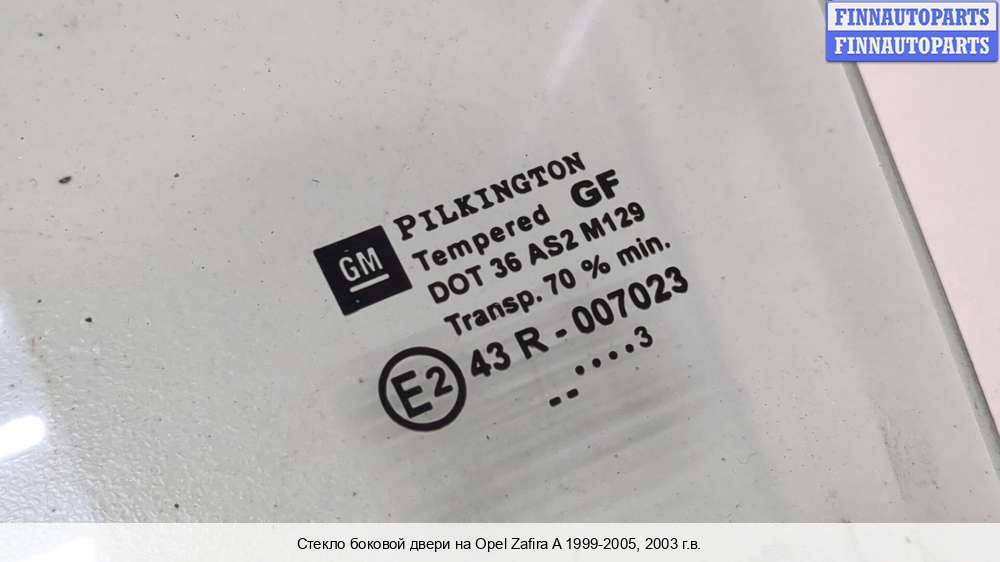 FINNAUTOPARTS
FINNAUTOPARTS
PILKINGTON
GM
Tempered GF
DOT 36 AS2 M129
Transp. 70 % min.
E2 43 R - 007023
--····3
Стекло боковой двери на Opel Zafira A 1999-2005, 2003 г.в.